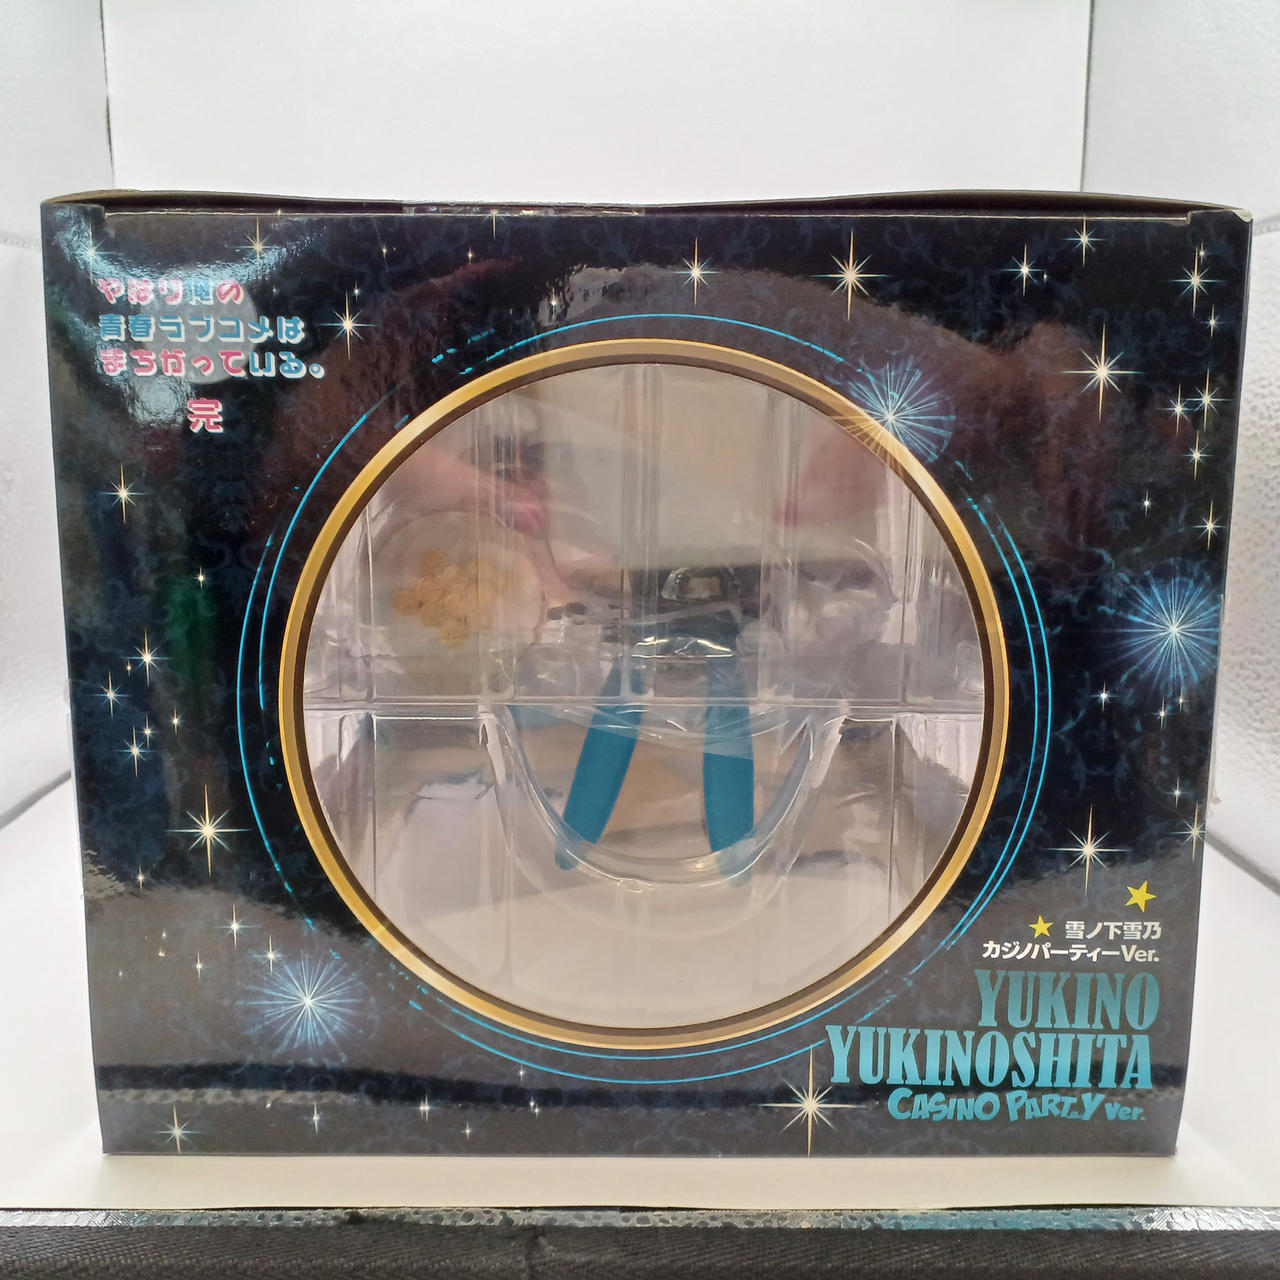 やはり俺の
青春ラブコメは
まちがっている。
完
雪ノ下雪乃
カジノパーティーVer.
YUKINO
YUKINOSHITA
CASINO PARTY Ver.